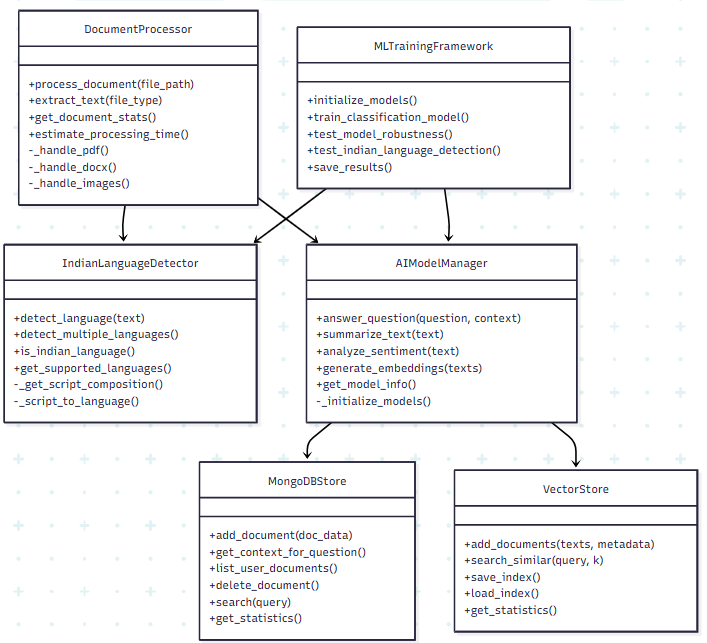 DocumentProcessor
+process_document(file_path)
+extract_text(file_type)
+get_document_stats()
+estimate_processing_time()
-_handle_pdf()
-_handle_docx()
-_handle_images()
MLTrainingFramework
+initialize_models()
+train_classification_model()
+test_model_robustness()
+test_indian_language_detection()
+save_results()
IndianLanguageDetector
+detect_language(text)
+detect_multiple_languages()
+is_indian_language()
+get_supported_languages()
-_get_script_composition()
-_script_to_language()
AIModelManager
+answer_question(question, context)
+summarize_text(text)
+analyze_sentiment(text)
+generate_embeddings(texts)
+get_model_info()
-_initialize_models()
MongoDBStore
+add_document(doc_data)
+get_context_for_question()
+list_user_documents()
+delete_document()
+search(query)
+get_statistics()
VectorStore
+add_documents(texts, metadata)
+search_similar(query, k)
+save_index()
+load_index()
+get_statistics()